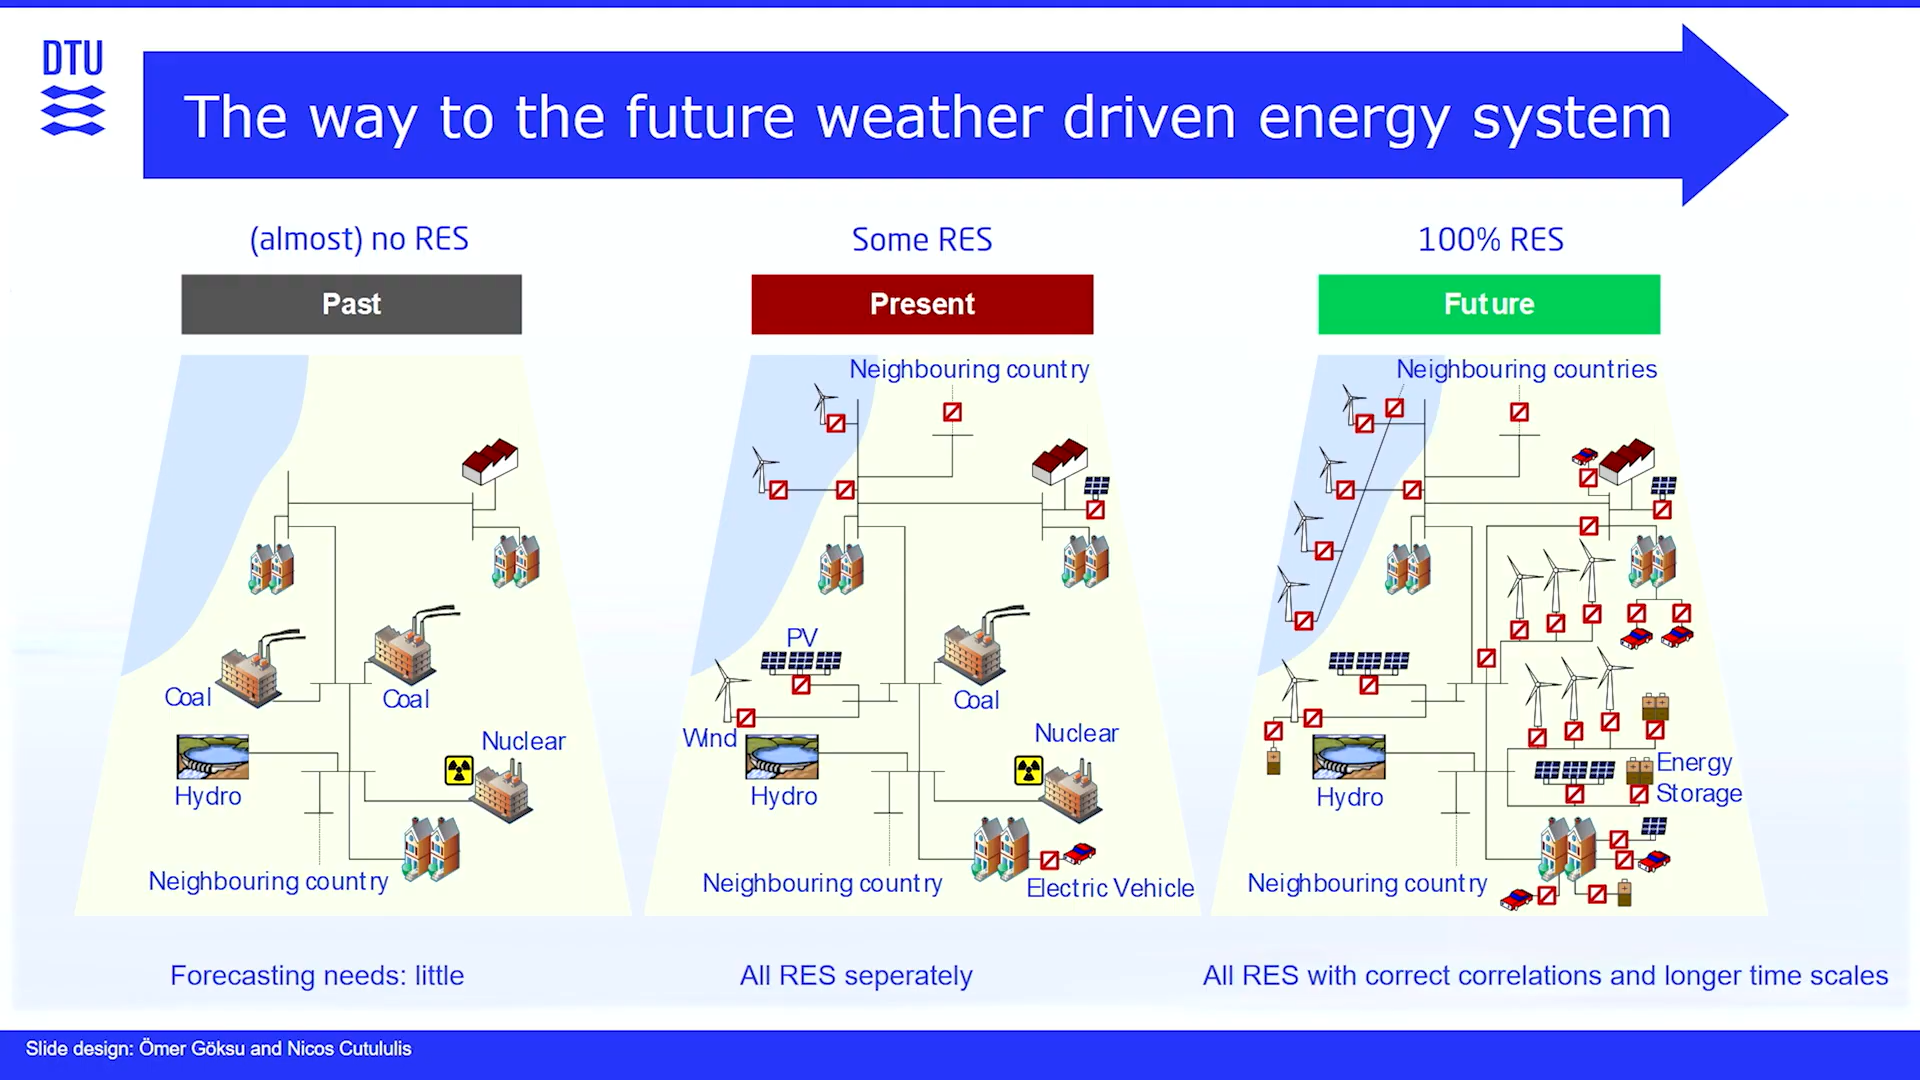 DTU
The way to the future weather driven energy system
(almost) no RES
Past
Coal
Coal
Nuclear
Hydro
Neighbouring country
Forecasting needs: little
Some RES
Present
Neighbouring country
PV
Coal
Wind
Nuclear
Hydro
Neighbouring country
Electric Vehicle
All RES seperately
100% RES
Future
Neighbouring countries
Energy
Storage
Hydro
Neighbouring country
All RES with correct correlations and longer time scales
Slide design: Ömer Göksu and Nicos Cutululis